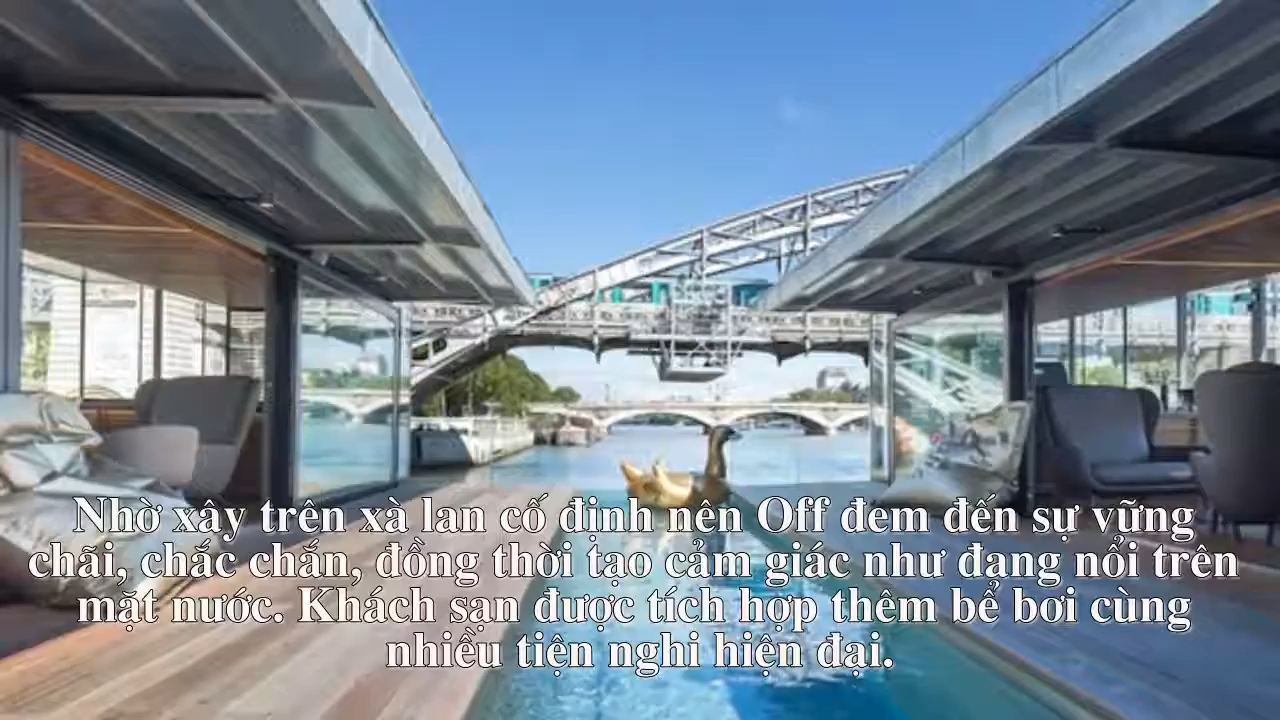 Nhờ xây trên xà lan cố định nên Off đem đến sự vững
chãi, chắc chắn, đồng thời tạo cảm giác như đang nổi trên
mặt nước. Khách sạn được tích hợp thêm bể bơi cùng
nhiều tiện nghi hiện đại.